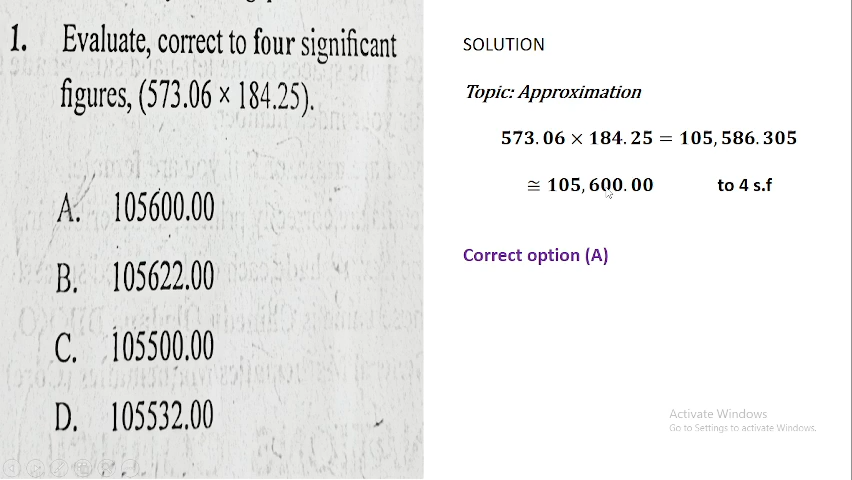 1. Evaluate, correct to four significant
figures, (573.06 × 184.25).
A. 105600.00
B. 105622.00
C. 105500.00
D. 105532.00
SOLUTION
Topic: Approximation
573.06 × 184.25 = 105,586.305
≅ 105,600.00 to 4 s.f
Correct option (A)
Activate Windows
Go to Settings to activate Windows.